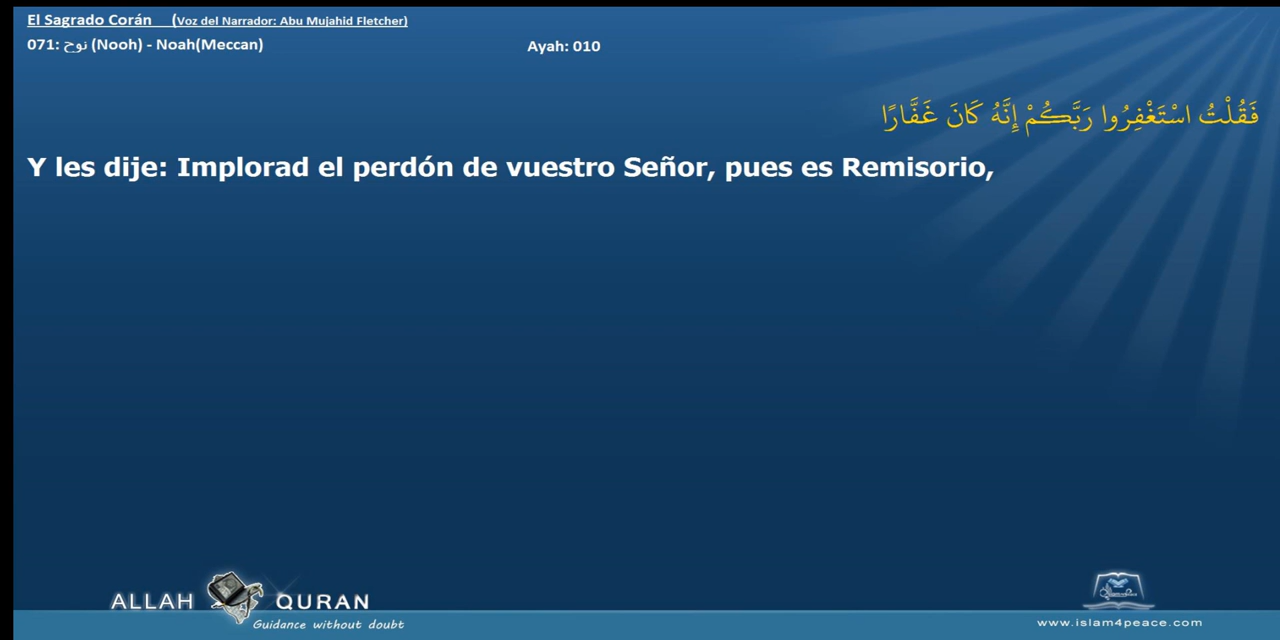 El Sagrado Corán (Voz del Narrador: Abu Mujahid Fletcher)
071: نوح (Nooh) - Noah(Meccan) Ayah: 010
فَقُلْتُ اسْتَغْفِرُوا رَبَّكُمْ إِنَّهُ كَانَ غَفَّارًا
Y les dije: Implorad el perdón de vuestro Señor, pues es Remisorio,
ALLAH QURAN
Guidance without doubt
www.islam4peace.com